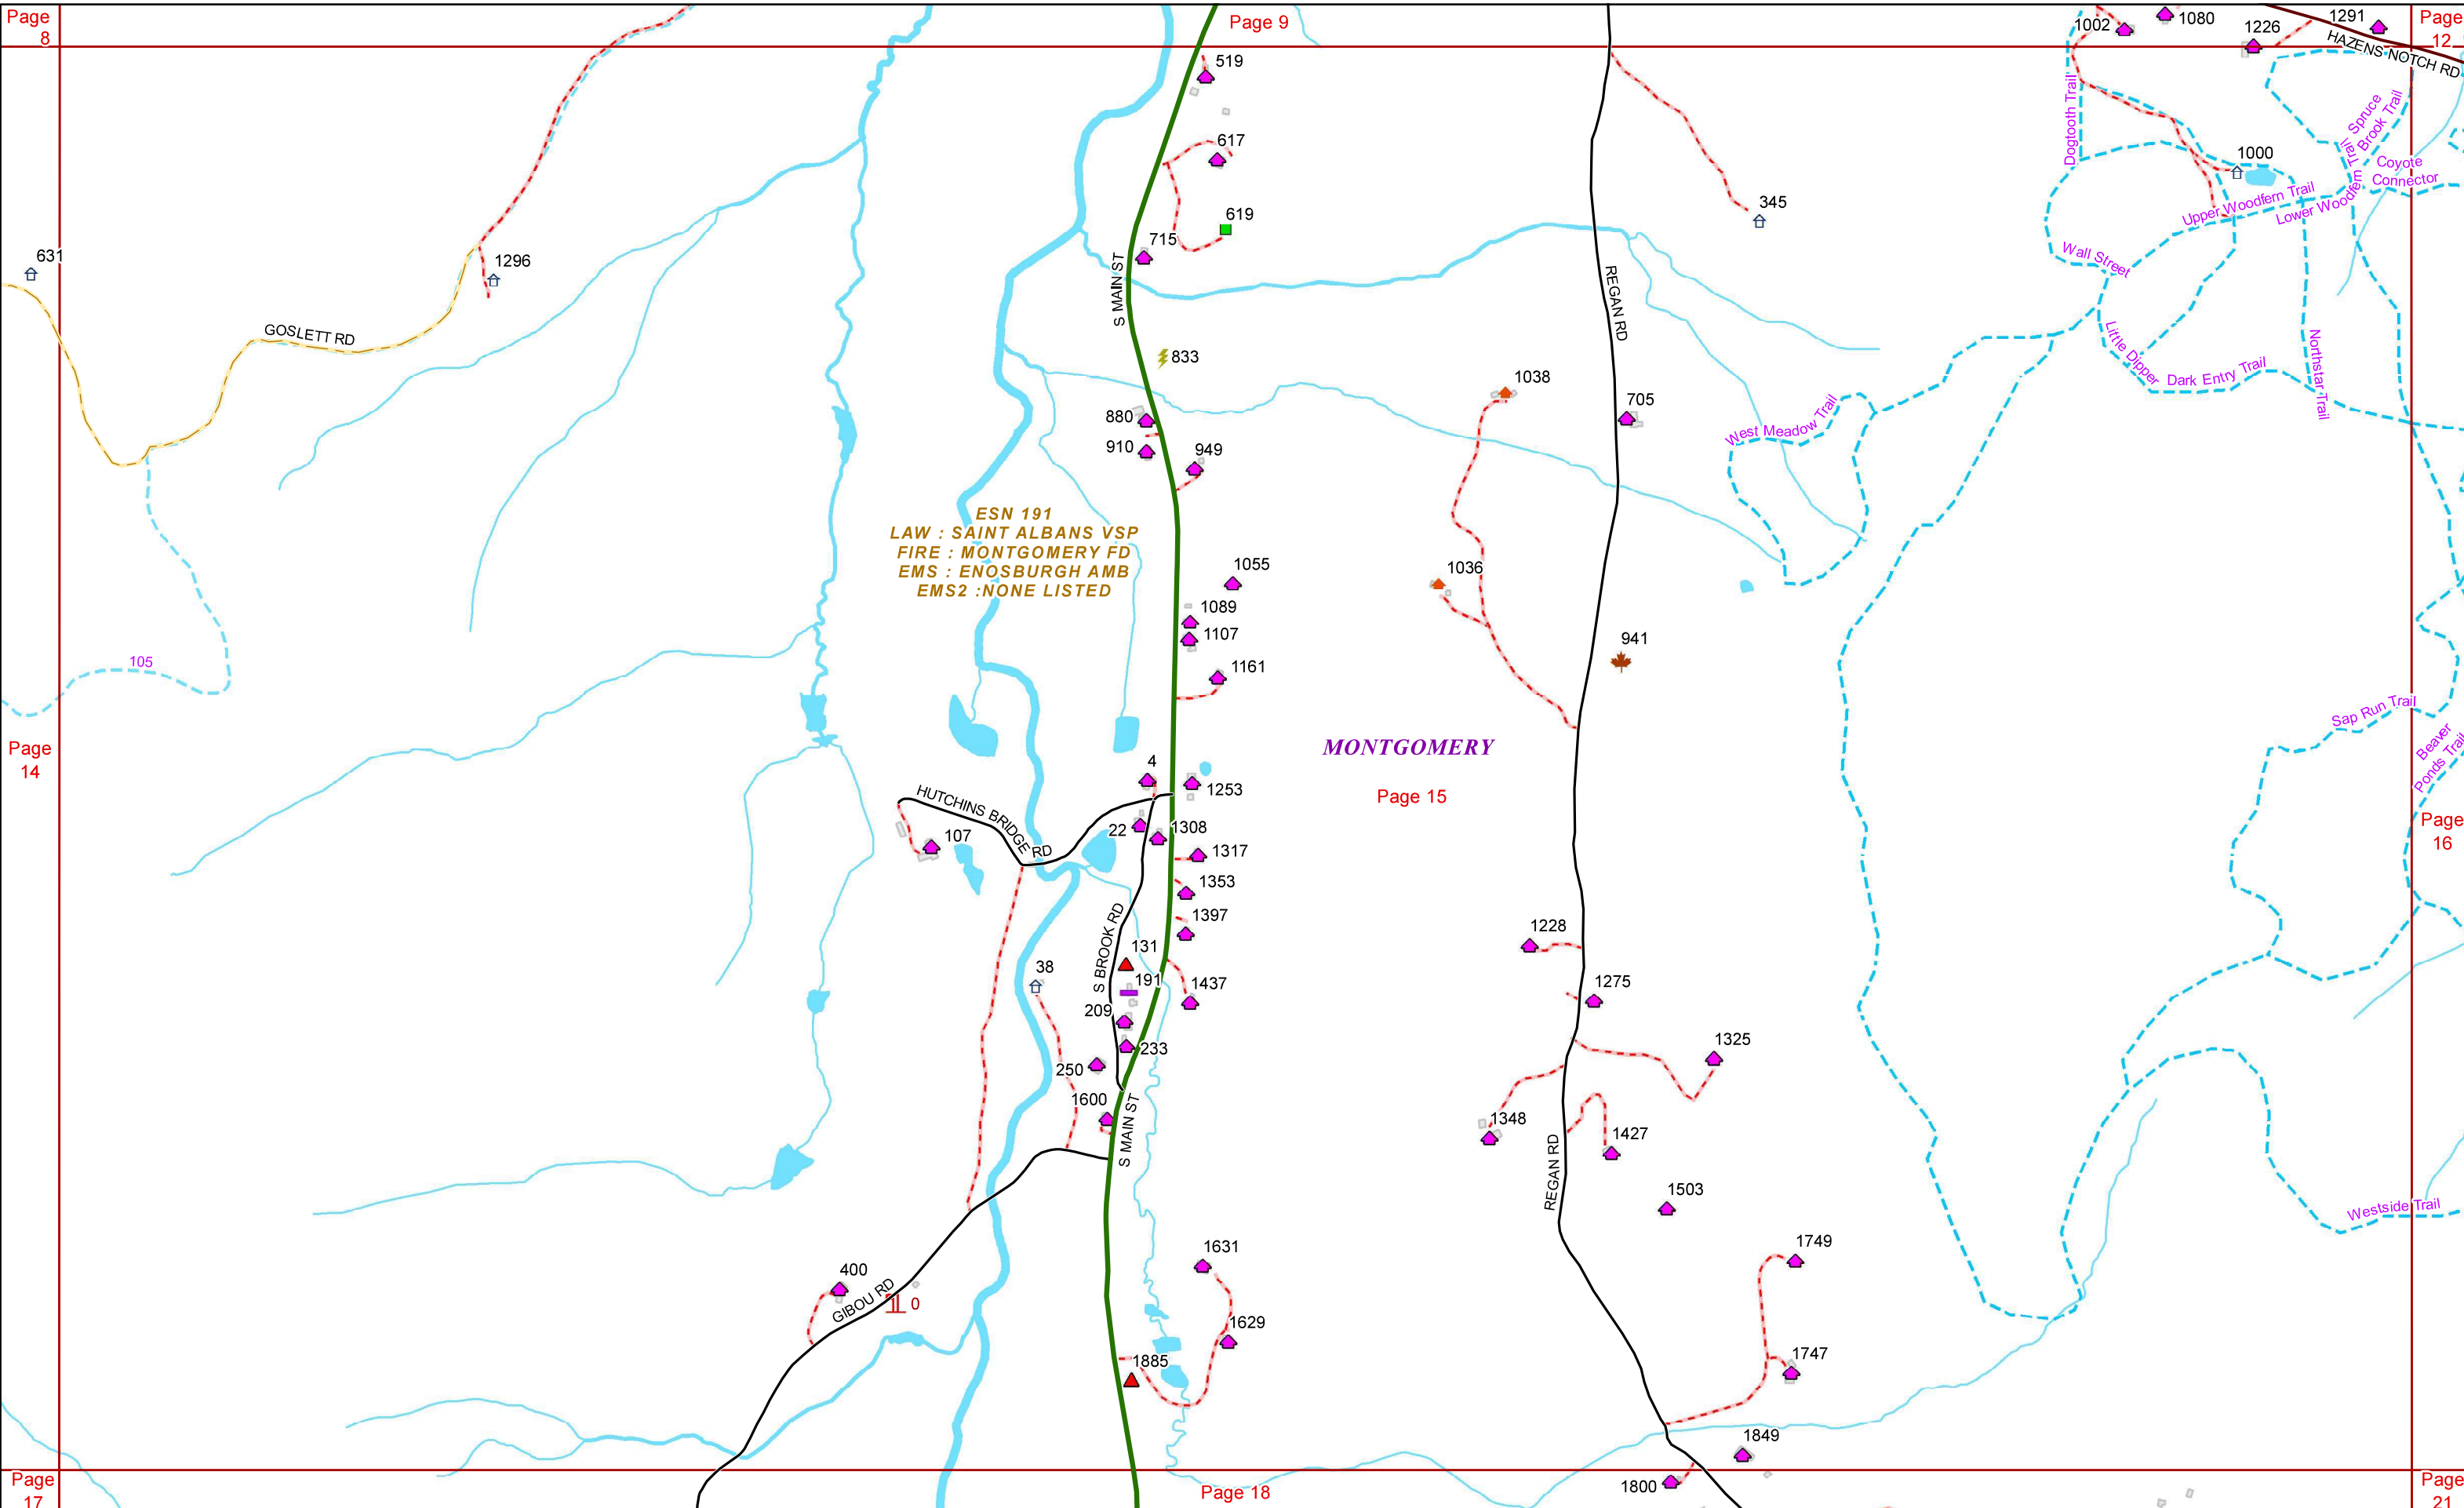 Page
8
Page 9
1002
1080
1226
1291
Page
12
HAZENS NOTCH RD
519
617
619
715
S MAIN ST
345
Dogtooth Trail
1000
Spruce
Brook Trail
Trail
Coyote
Connector
Upper Woodfern Trail
Lower Woodfern
Wall Street
631
1296
GOSLETT RD
REGAN RD
833
Little Dipper
Dark Entry Trail
Northstar Trail
880
910
949
1038
705
West Meadow Trail
ESN 191
LAW : SAINT ALBANS VSP
FIRE : MONTGOMERY FD
EMS : ENOSBURGH AMB
EMS2 :NONE LISTED
1055
1036
1089
1107
941
1161
105
Sap Run Trail
Beaver
Ponds Trail
Page
14
MONTGOMERY
Page 15
4
1253
HUTCHINS BRIDGE RD
22
1308
107
1317
Page
16
1353
1397
S BROOK RD
131
1228
38
191
1437
1275
209
233
250
1325
1600
S MAIN ST
1348
1427
REGAN RD
1503
Westside Trail
1631
1749
400
GIBOU RD
0
1629
1885
1747
1849
Page
17
Page 18
1800
Page
21